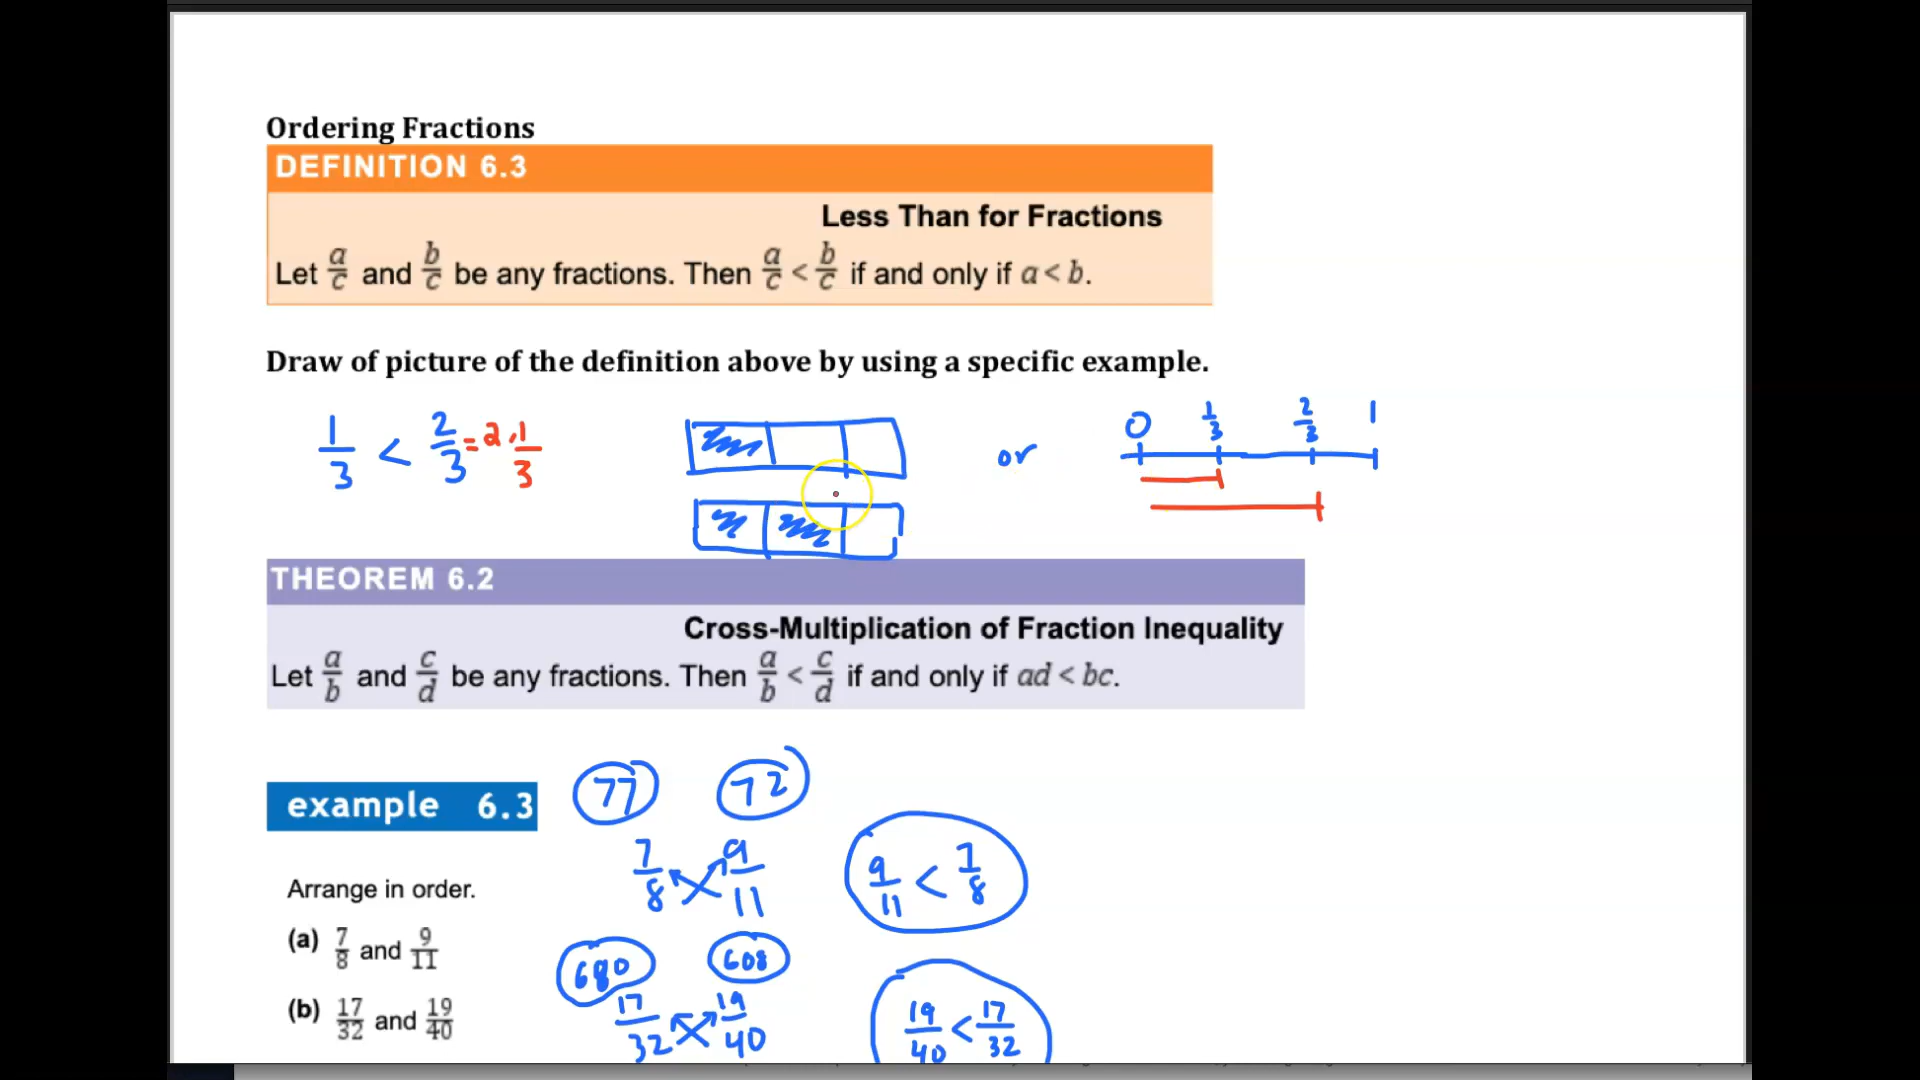 Ordering Fractions
DEFINITION 6.3
Less Than for Fractions
Let a/c and b/c be any fractions. Then a/c < b/c if and only if a < b.
Draw of picture of the definition above by using a specific example.
1/3 < 2/3 = 2 · 1/3
or
0 1/3 2/3 1
THEOREM 6.2
Cross-Multiplication of Fraction Inequality
Let a/b and c/d be any fractions. Then a/b < c/d if and only if ad < bc.
77 72
example 6.3
7/8 9/11
9/11 < 7/8
Arrange in order.
(a) 7/8 and 9/11
680 608
17/32 19/40
19/40 < 17/32
(b) 17/32 and 19/40